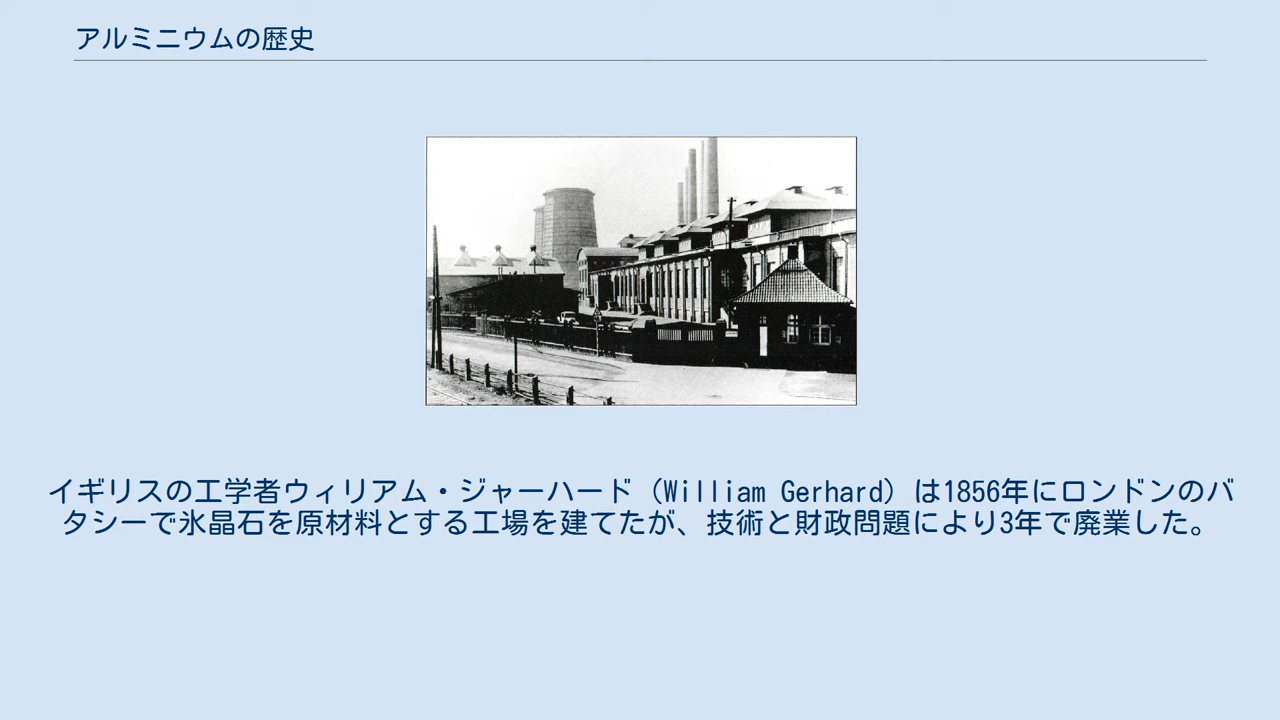 アルミニウムの歴史
イギリスの工学者ウィリアム・ジャーハード（William Gerhard）は1856年にロンドンのバ
タシーで氷晶石を原材料とする工場を建てたが、技術と財政問題により3年で廃業した。